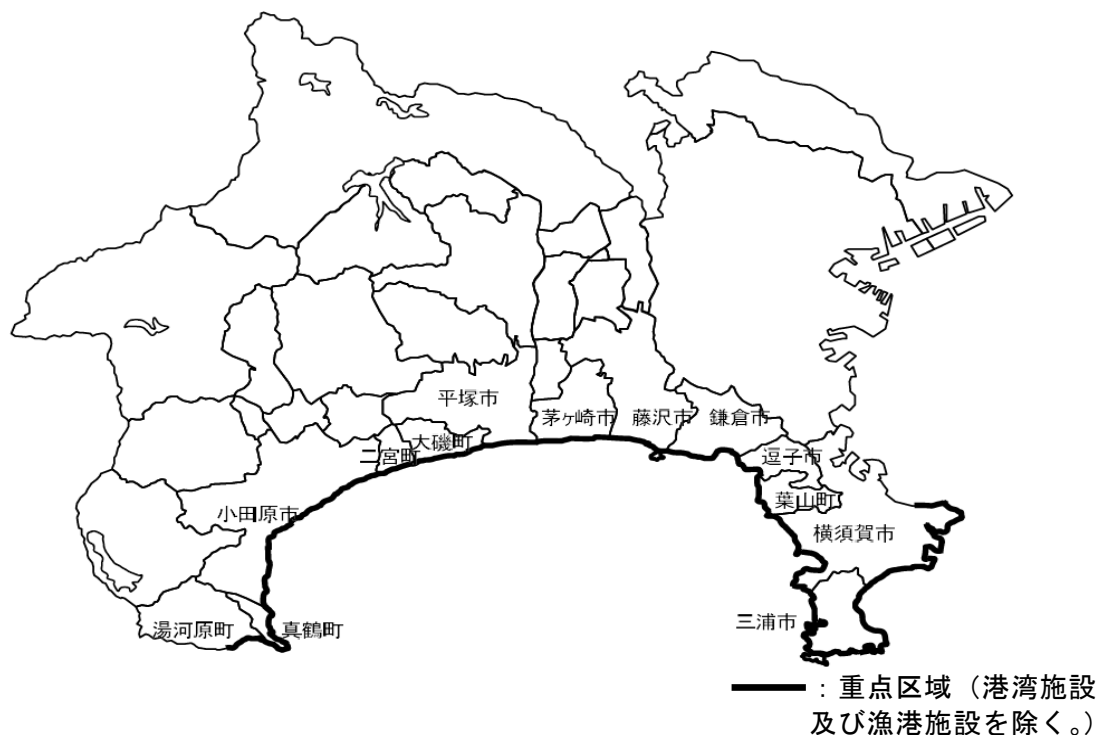 平塚市
茅ヶ崎市
藤沢市
鎌倉市
大磯町
二宮町
逗子市
葉山町
小田原市
横須賀市
湯河原町
真鶴町
三浦市
：重点区域（港湾施設
及び漁港施設を除く。）